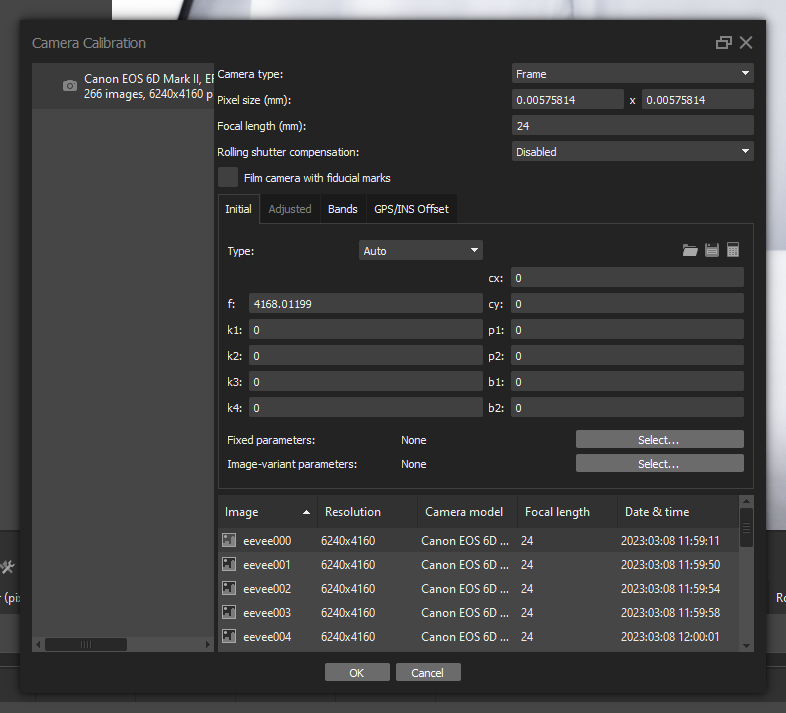 Camera Calibration
Canon EOS 6D Mark II, EF
266 images, 6240x4160 p
Camera type:
Frame
Pixel size (mm):
0.00575814 x 0.00575814
Focal length (mm):
24
Rolling shutter compensation:
Disabled
Film camera with fiducial marks
Initial Adjusted Bands GPS/INS Offset
Type:
Auto
cx: 0
f: 4168.01199 cy: 0
k1: 0 p1: 0
k2: 0 p2: 0
k3: 0 b1: 0
k4: 0 b2: 0
Fixed parameters: None Select...
Image-variant parameters: None Select...
Image Resolution Camera model Focal length Date & time
eevee000 6240x4160 Canon EOS 6D ... 24 2023:03:08 11:59:11
eevee001 6240x4160 Canon EOS 6D ... 24 2023:03:08 11:59:50
eevee002 6240x4160 Canon EOS 6D ... 24 2023:03:08 11:59:54
eevee003 6240x4160 Canon EOS 6D ... 24 2023:03:08 11:59:58
eevee004 6240x4160 Canon EOS 6D ... 24 2023:03:08 12:00:01
r (pix
Ro
OK Cancel